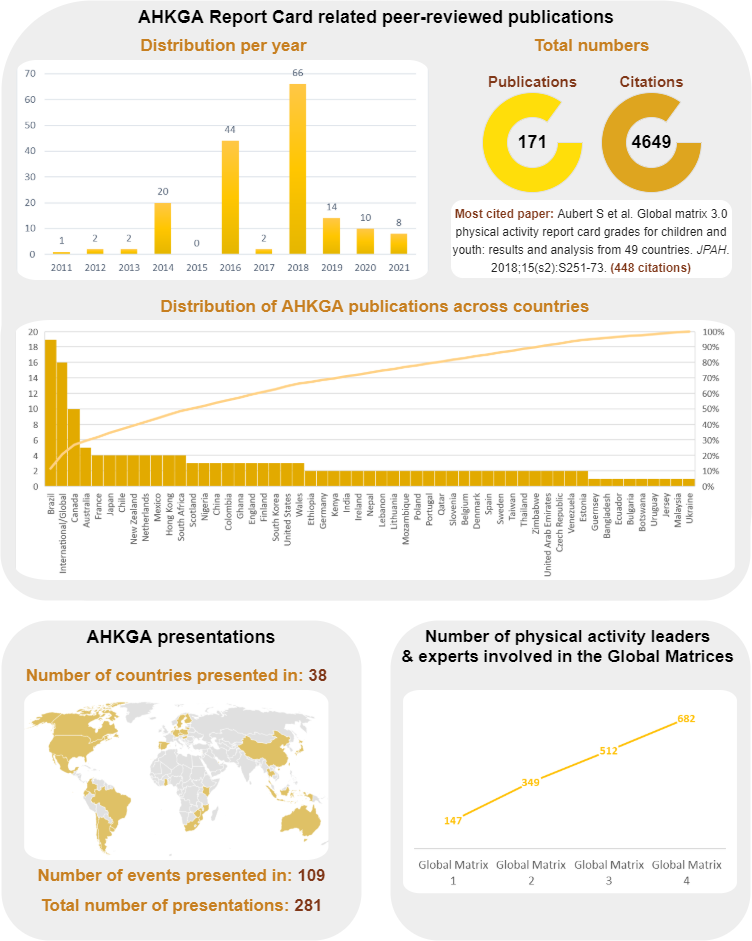 AHKGA Report Card related peer-reviewed publications
Distribution per year
70
60
50
40
30
20
10
0
1
2
2
20
0
44
2
66
14
10
8
2011 2012 2013 2014 2015 2016 2017 2018 2019 2020 2021
Total numbers
Publications Citations
171 4649
Most cited paper: Aubert S et al. Global matrix 3.0
physical activity report card grades for children and
youth: results and analysis from 49 countries. JPAH.
2018;15(s2):S251-73. (448 citations)
Distribution of AHKGA publications across countries
20
18
16
14
12
10
8
6
4
2
0
100%
90%
80%
70%
60%
50%
40%
30%
20%
10%
0%
Brazil
International/Global
Canada
Australia
France
Japan
Chile
New Zealand
Netherlands
Mexico
Hong Kong
South Africa
Scotland
Nigeria
China
Colombia
Ghana
England
Finland
South Korea
United States
Wales
Ethiopia
Germany
Kenya
India
Ireland
Nepal
Lebanon
Lithuania
Mozambique
Poland
Portugal
Qatar
Slovenia
Belgium
Denmark
Spain
Sweden
Taiwan
Thailand
Zimbabwe
United Arab Emirates
Czech Republic
Venezuela
Estonia
Guernsey
Bangladesh
Ecuador
Bulgaria
Botswana
Uruguay
Jersey
Malaysia
Ukraine
AHKGA presentations
Number of countries presented in: 38
Number of events presented in: 109
Total number of presentations: 281
Number of physical activity leaders
& experts involved in the Global Matrices
147
349
512
682
Global Matrix Global Matrix Global Matrix Global Matrix
1 2 3 4